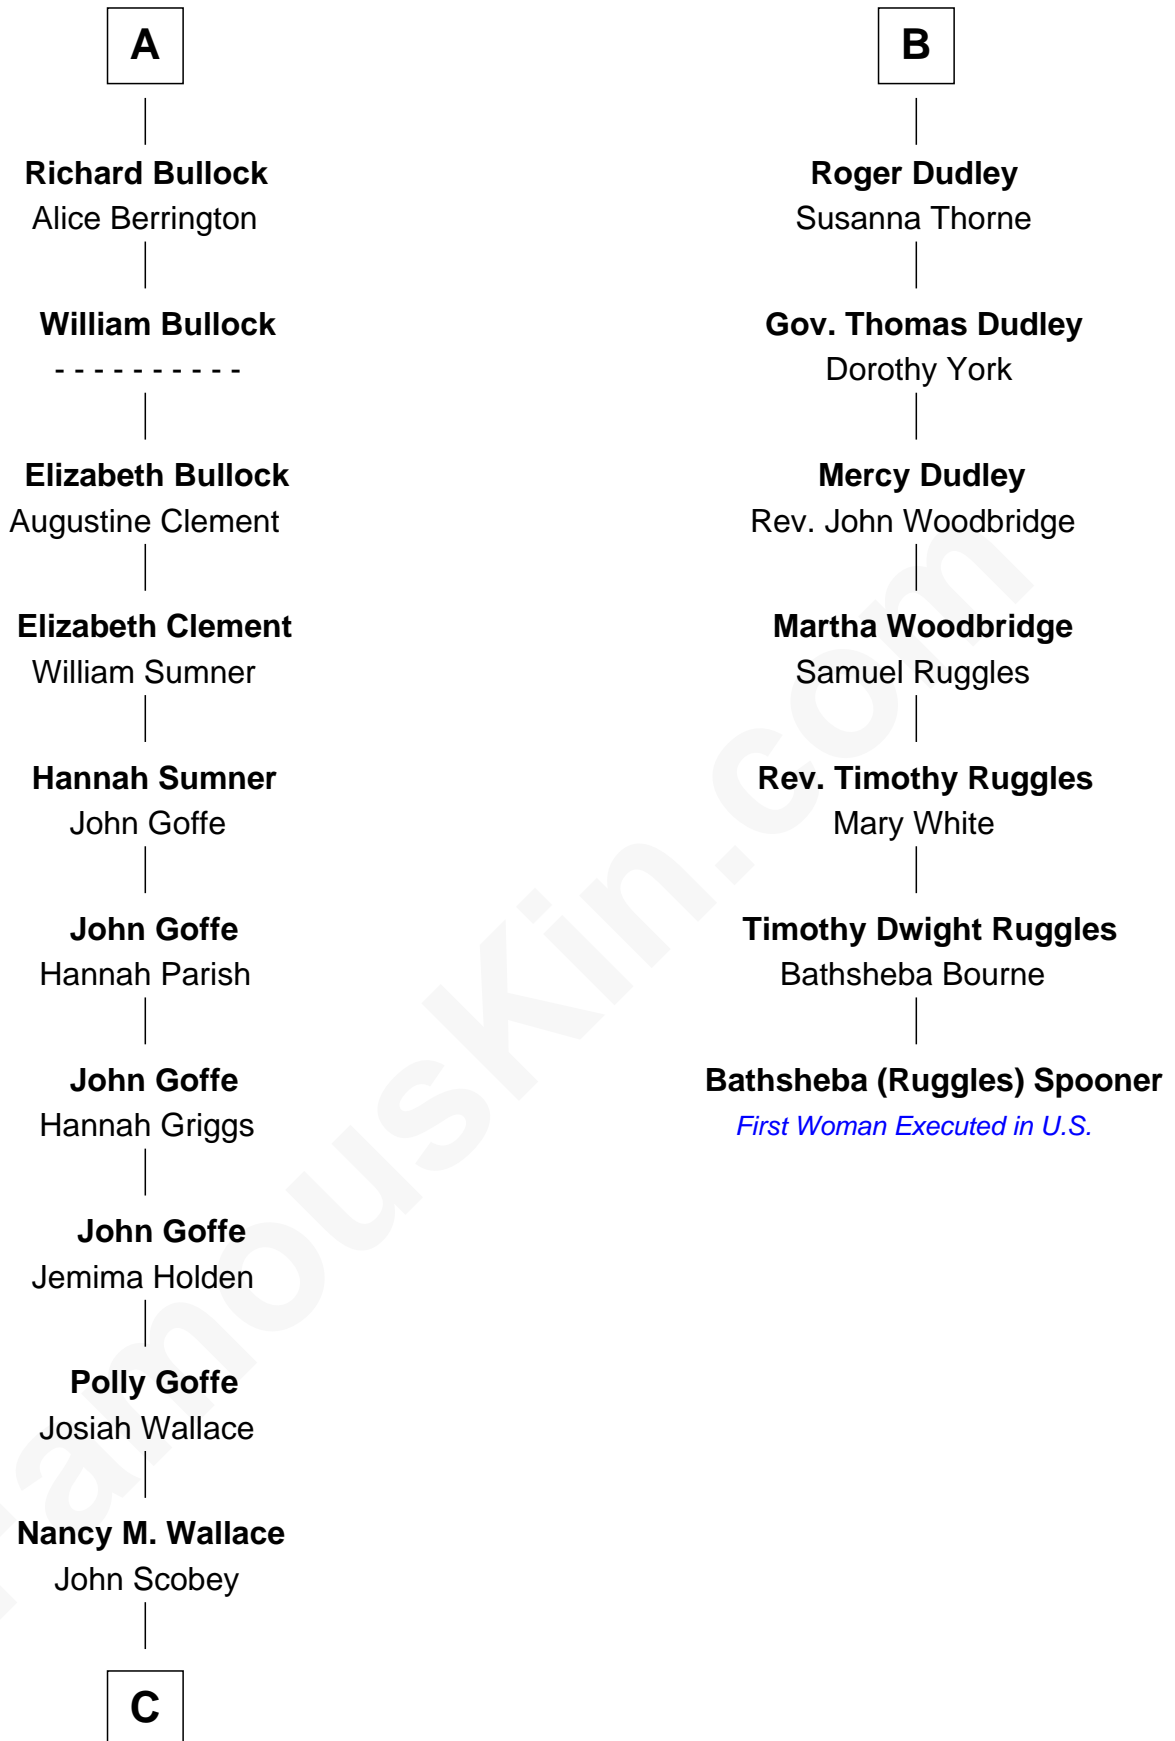 A
Richard Bullock
Alice Berrington
William Bullock
- - - - - - - - - -
Elizabeth Bullock
Augustine Clement
Elizabeth Clement
William Sumner
Hannah Sumner
John Goffe
John Goffe
Hannah Parish
John Goffe
Hannah Griggs
John Goffe
Jemima Holden
Polly Goffe
Josiah Wallace
Nancy M. Wallace
John Scobey
C
B
Roger Dudley
Susanna Thorne
Gov. Thomas Dudley
Dorothy York
Mercy Dudley
Rev. John Woodbridge
Martha Woodbridge
Samuel Ruggles
Rev. Timothy Ruggles
Mary White
Timothy Dwight Ruggles
Bathsheba Bourne
Bathsheba (Ruggles) Spooner
First Woman Executed in U.S.
FamousKin.com